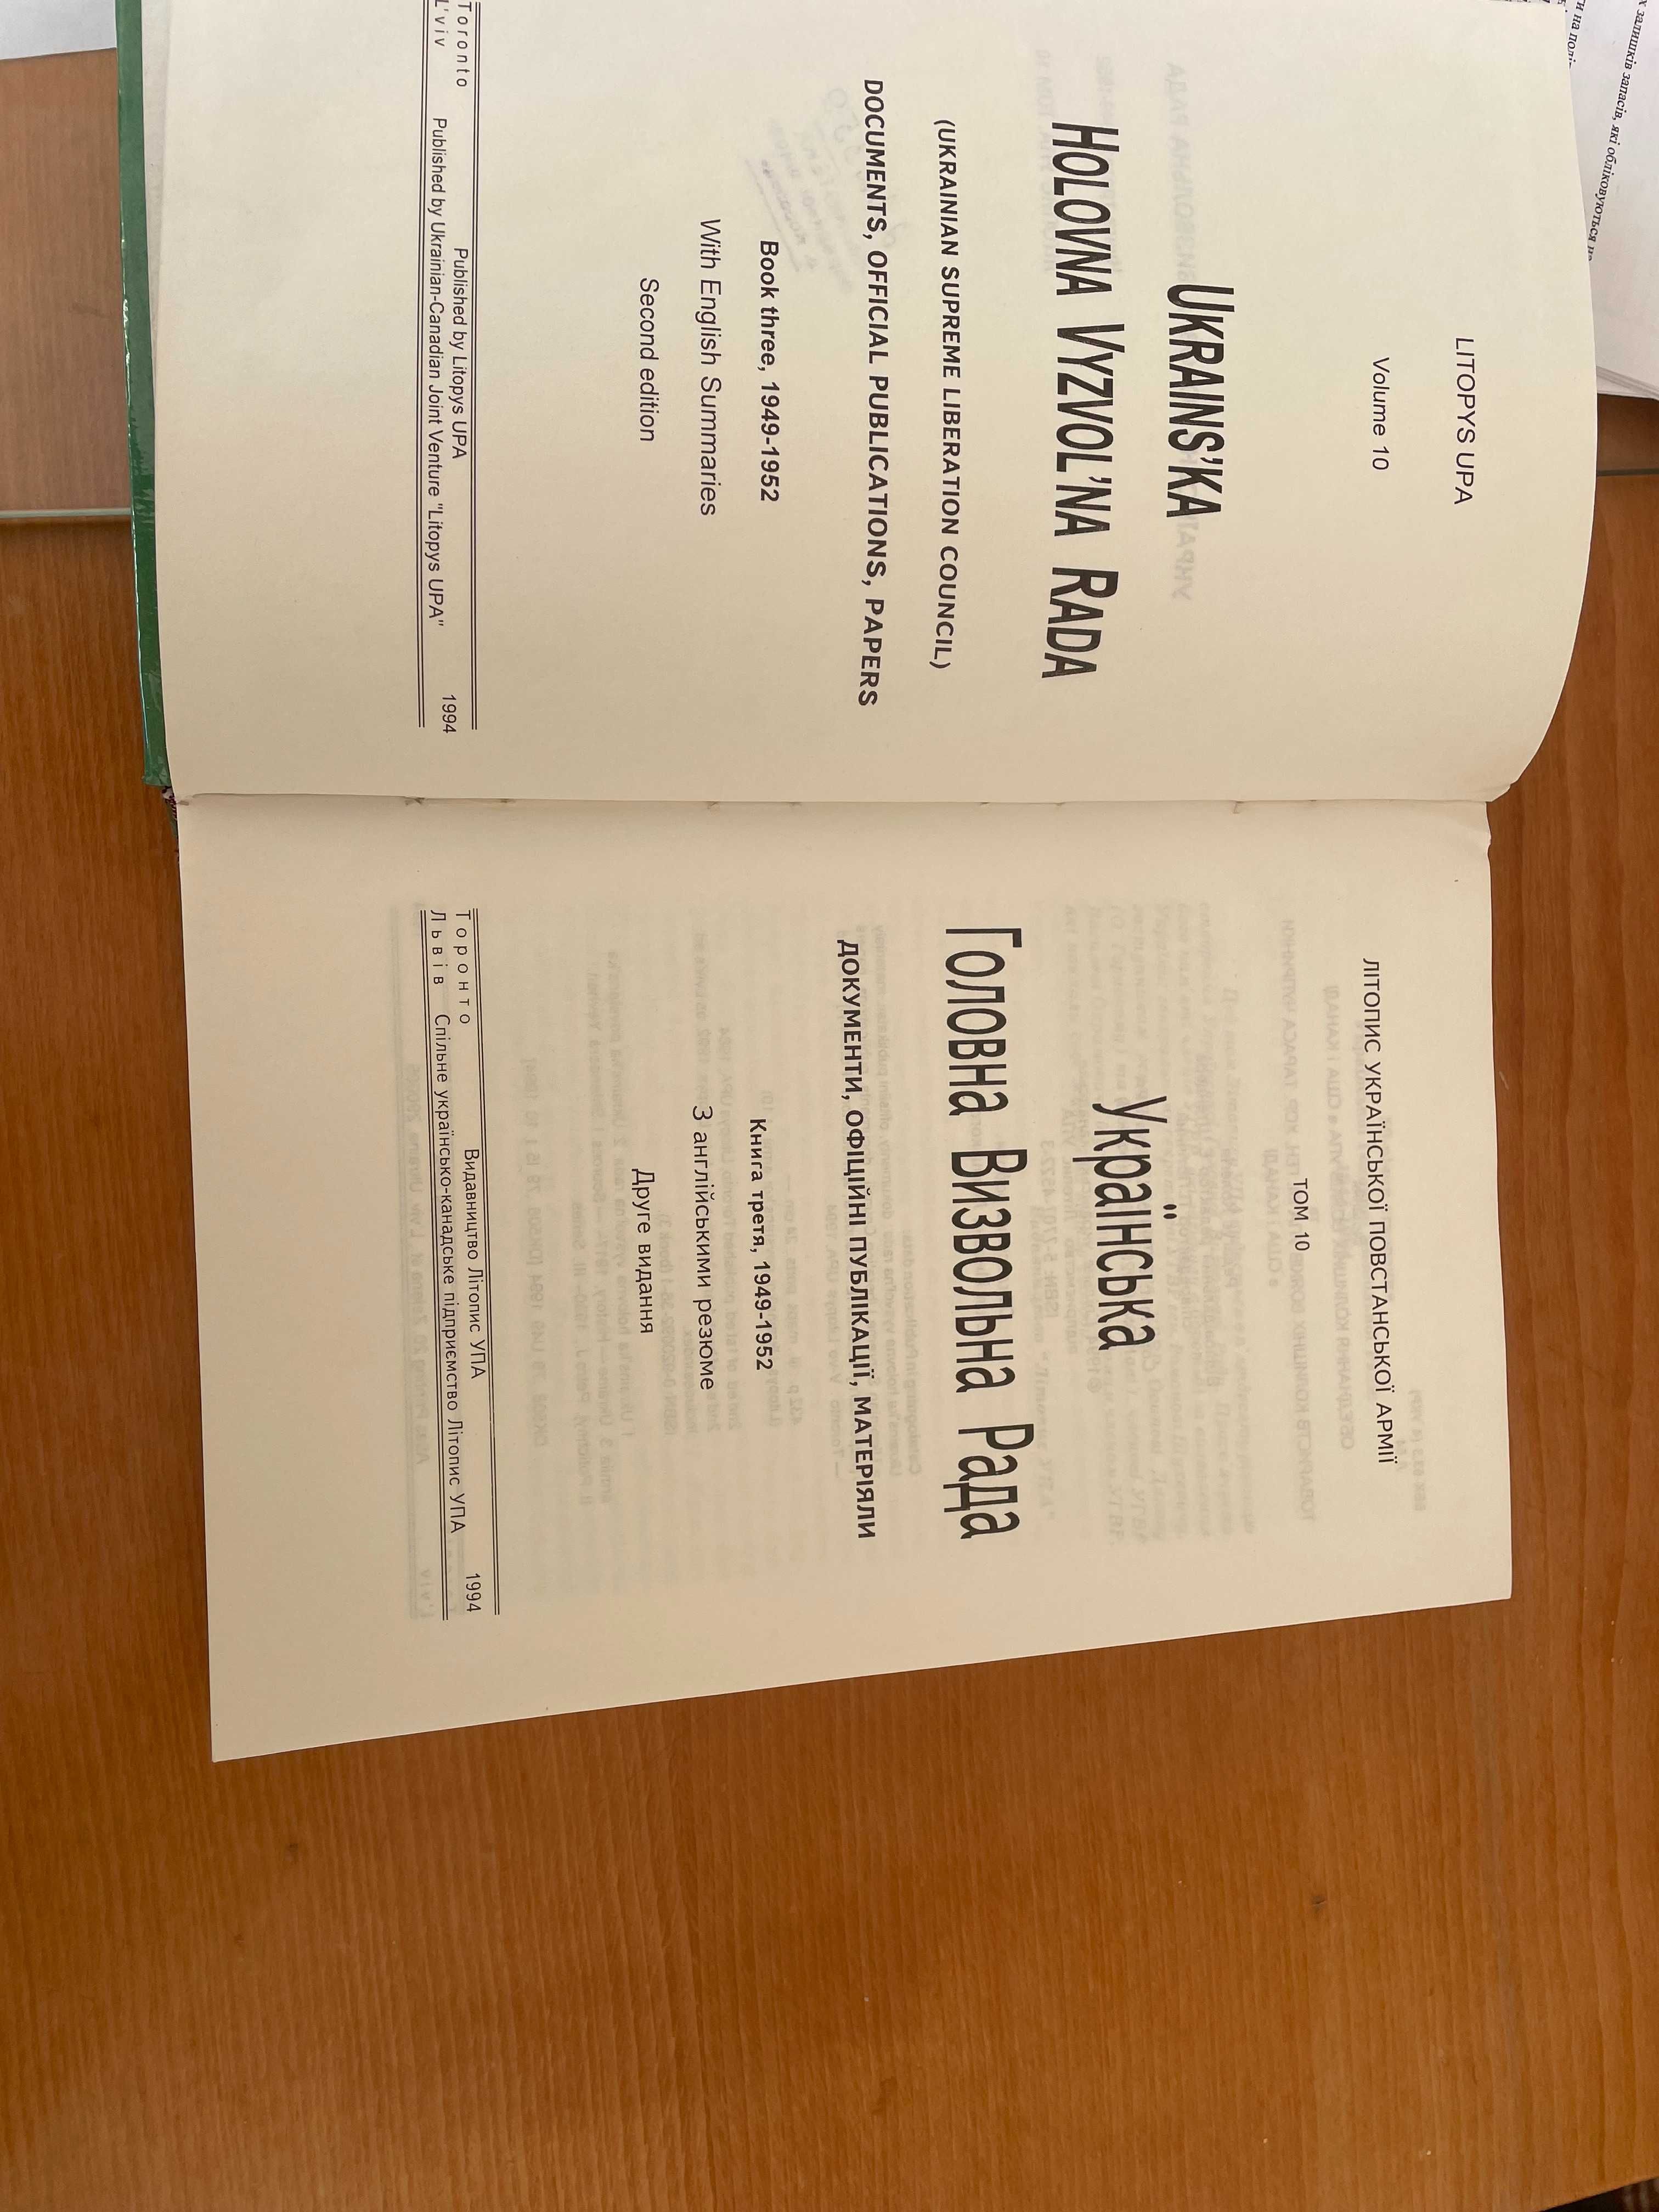 LITOPYS UPA
Volume 10
UKRAINS'KA
HOLOVNA VYZVOL'NA RADA
(UKRAINIAN SUPREME LIBERATION COUNCIL)
DOCUMENTS, OFFICIAL PUBLICATIONS, PAPERS
Book three, 1949-1952
With English Summaries
Second edition
Toronto Published by Litopys UPA
L'viv Published by Ukrainian-Canadian Joint Venture "Litopys UPA" 1994
ЛІТОПИС УКРАЇНСЬКОЇ ПОВСТАНСЬКОЇ АРМІЇ
ТОМ 10
Українська
Головна Визвольна Рада
ДОКУМЕНТИ, ОФІЦІЙНІ ПУБЛІКАЦІЇ, МАТЕРІЯЛИ
Книга третя, 1949-1952
З англійськими резюме
Друге видання
Торонто Видавництво Літопис УПА 1994
Львів Спільне українсько-канадське підприємство Літопис УПА
х залишків запасів, які обліковуються